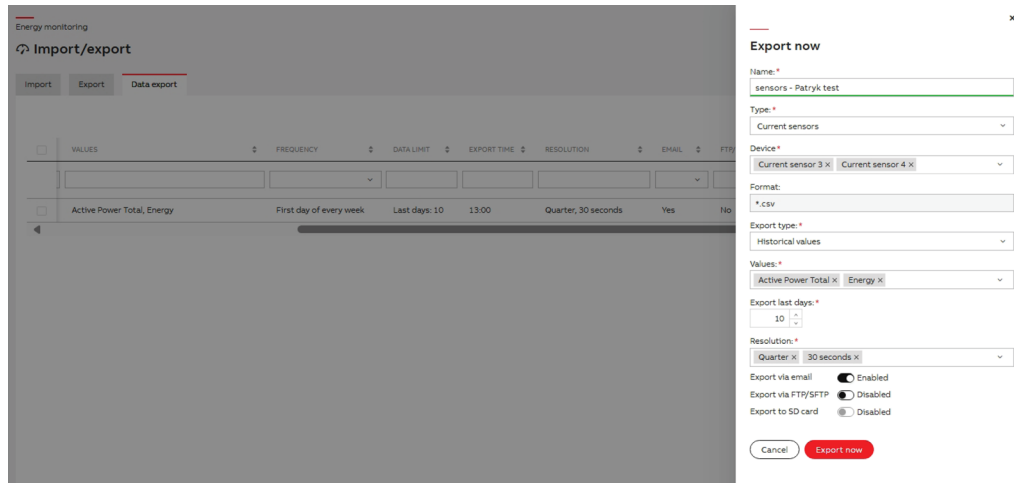 Energy monitoring
Import/export
Import Export Data export
VALUES FREQUENCY DATA LIMIT EXPORT TIME RESOLUTION EMAIL FTP/
Active Power Total, Energy First day of every week Last days: 10 13:00 Quarter, 30 seconds Yes No
×
Export now
Name: *
sensors - Patryk test
Type: *
Current sensors
Device *
Current sensor 3 × Current sensor 4 ×
Format:
*.csv
Export type: *
Historical values
Values: *
Active Power Total × Energy ×
Export last days: *
10
Resolution: *
Quarter × 30 seconds ×
Export via email Enabled
Export via FTP/SFTP Disabled
Export to SD card Disabled
Cancel Export now